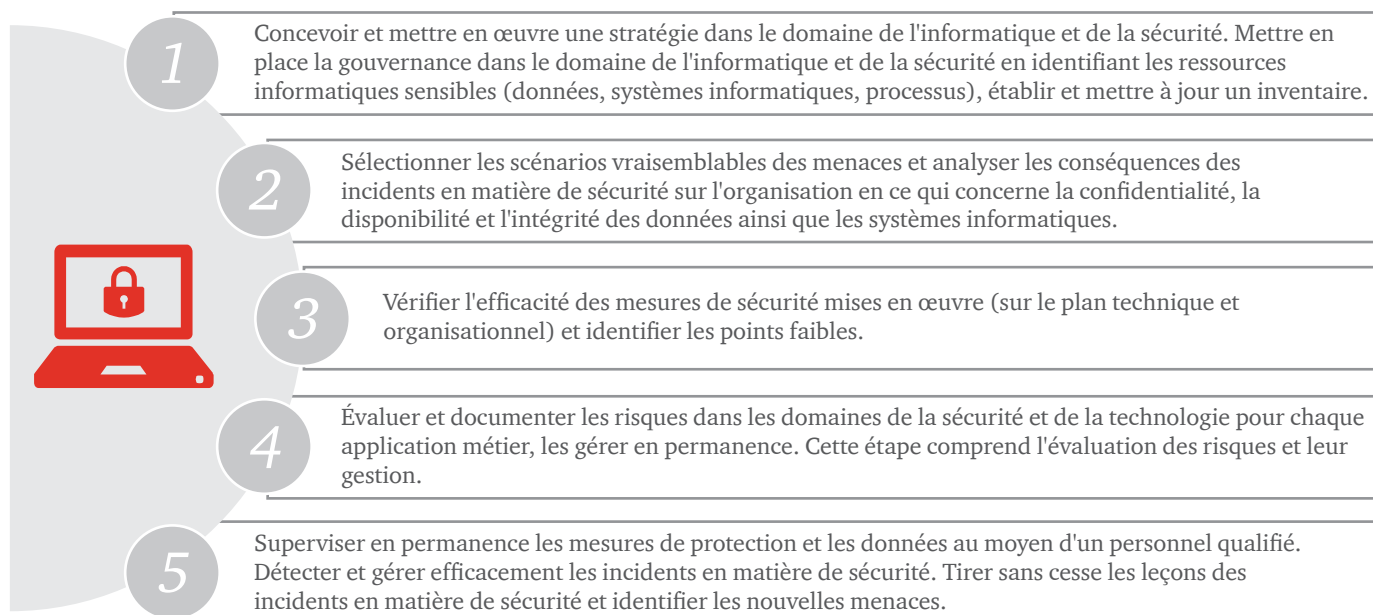 1
Concevoir et mettre en œuvre une stratégie dans le domaine de l'informatique et de la sécurité. Mettre en
place la gouvernance dans le domaine de l'informatique et de la sécurité en identifiant les ressources
informatiques sensibles (données, systèmes informatiques, processus), établir et mettre à jour un inventaire.
2
Sélectionner les scénarios vraisemblables des menaces et analyser les conséquences des
incidents en matière de sécurité sur l'organisation en ce qui concerne la confidentialité, la
disponibilité et l'intégrité des données ainsi que les systèmes informatiques.
3
Vérifier l'efficacité des mesures de sécurité mises en œuvre (sur le plan technique et
organisationnel) et identifier les points faibles.
4
Évaluer et documenter les risques dans les domaines de la sécurité et de la technologie pour chaque
application métier, les gérer en permanence. Cette étape comprend l'évaluation des risques et leur
gestion.
5
Superviser en permanence les mesures de protection et les données au moyen d'un personnel qualifié.
Détecter et gérer efficacement les incidents en matière de sécurité. Tirer sans cesse les leçons des
incidents en matière de sécurité et identifier les nouvelles menaces.